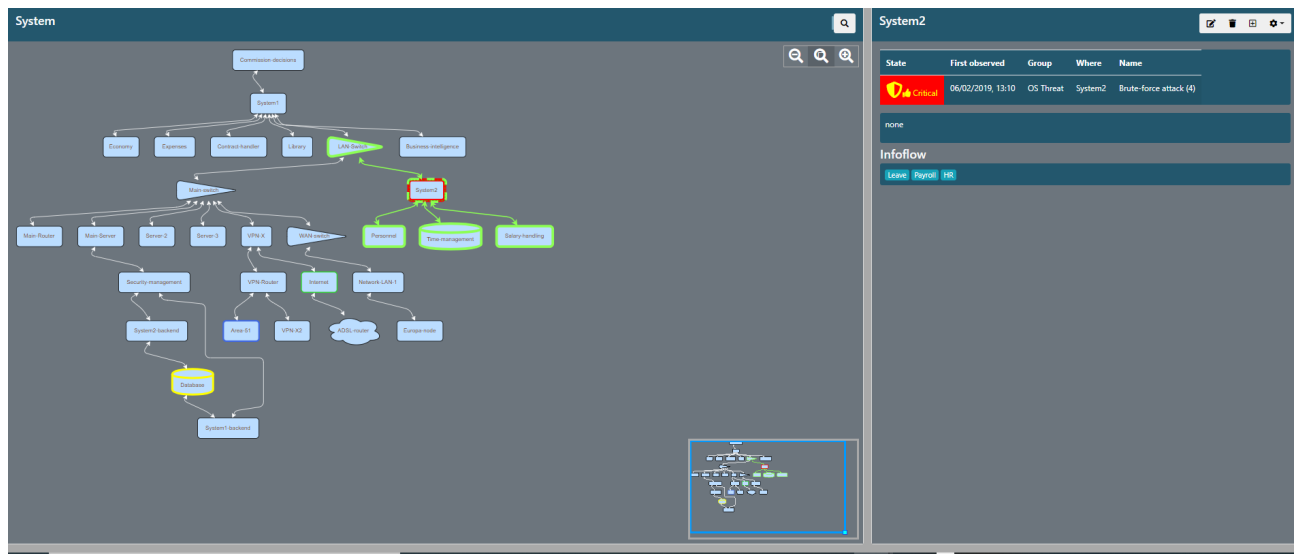 System
System2
Commission decisions
System1
Economy
Expenses
Contrast-handler
Library
LAN-Switch
Business-intelligence
Main-switch
System2
Main-Router
Main-Server
Server-2
Server-3
VPN-X
WAN-switch
Personnel
Time-management
Salary-handling
Security-management
VPN-Router
Internet
Network-LAN-1
System2-backend
Area-51
VPN-X2
ADSL-router
Europa-node
Database
System1-backend
State First observed Group Where Name
Critical 06/02/2019, 13:10 OS Threat System2 Brute-force attack (4)
none
Infoflow
Leave Payroll HR